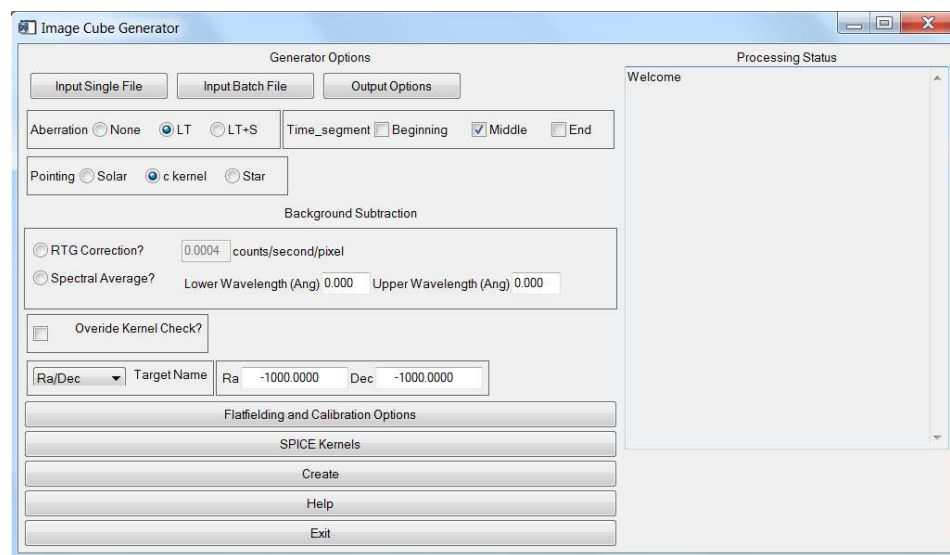 Image Cube Generator
Generator Options
Processing Status
Input Single File Input Batch File Output Options
Welcome
Aberration None LT LT+S Time_segment Beginning Middle End
Pointing Solar c kernel Star
Background Subtraction
RTG Correction? 0.0004 counts/second/pixel
Spectral Average? Lower Wavelength (Ang) 0.000 Upper Wavelength (Ang) 0.000
Overide Kernel Check?
Ra/Dec Target Name Ra -1000.0000 Dec -1000.0000
Flatfielding and Calibration Options
SPICE Kernels
Create
Help
Exit